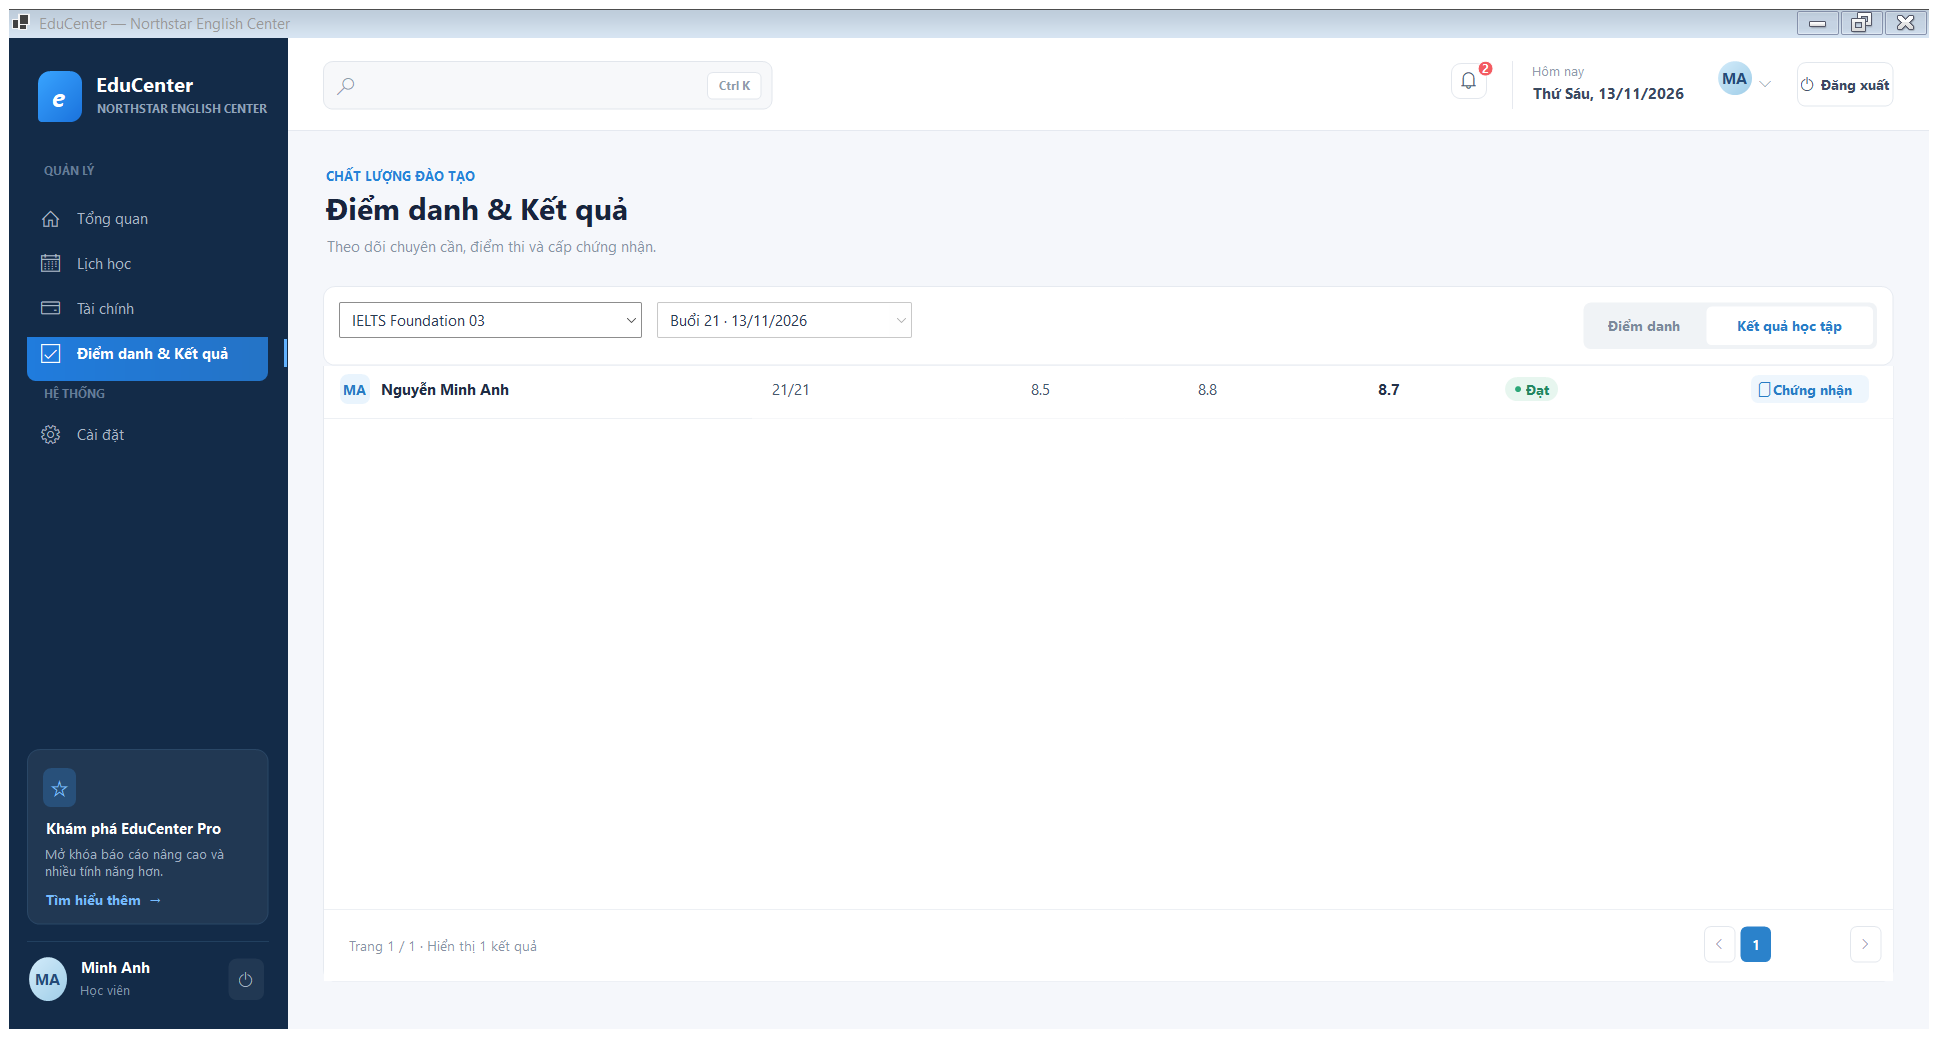 EduCenter — Northstar English Center
e
EduCenter
NORTHSTAR ENGLISH CENTER
QUẢN LÝ
Tổng quan
Lịch học
Tài chính
Điểm danh & Kết quả
HỆ THỐNG
Cài đặt
Khám phá EduCenter Pro
Mở khóa báo cáo nâng cao và
nhiều tính năng hơn.
Tìm hiểu thêm →
MA
Minh Anh
Học viên
Ctrl K
2
Hôm nay
Thứ Sáu, 13/11/2026
MA
Đăng xuất
CHẤT LƯỢNG ĐÀO TẠO
Điểm danh & Kết quả
Theo dõi chuyên cần, điểm thi và cấp chứng nhận.
IELTS Foundation 03
Buổi 21 · 13/11/2026
Điểm danh
Kết quả học tập
MA Nguyễn Minh Anh 21/21 8.5 8.8 8.7 • Đạt Chứng nhận
Trang 1 / 1 · Hiển thị 1 kết quả
1